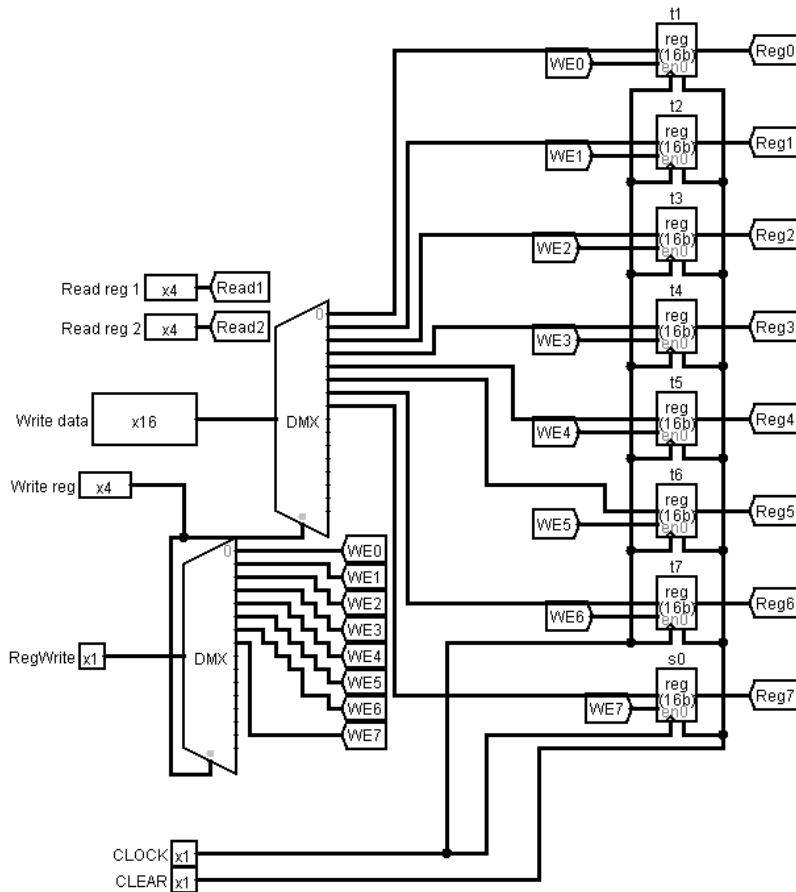 t1
reg
(16b)
en0
WE0
Reg0
t2
reg
(16b)
en0
WE1
Reg1
t3
reg
(16b)
en0
WE2
Reg2
Read reg 1 x4 Read1
Read reg 2 x4 Read2
0
t4
reg
(16b)
en0
WE3
Reg3
Write data x16
DMX
t5
reg
(16b)
en0
WE4
Reg4
Write reg x4
t6
reg
(16b)
en0
WE5
Reg5
0
WE0
WE1
WE2
WE3
WE4
WE5
WE6
WE7
RegWrite x1
DMX
t7
reg
(16b)
en0
WE6
Reg6
s0
reg
(16b)
en0
WE7
Reg7
CLOCK x1
CLEAR x1